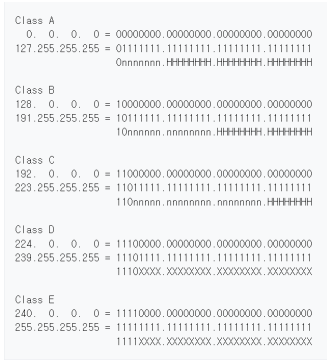 Class A
  0.  0.  0.  0 = 00000000.00000000.00000000.00000000
127.255.255.255 = 01111111.11111111.11111111.11111111
                  0nnnnnnn.HHHHHHHH.HHHHHHHH.HHHHHHHH
Class B
128.  0.  0.  0 = 10000000.00000000.00000000.00000000
191.255.255.255 = 10111111.11111111.11111111.11111111
                  10nnnnnn.nnnnnnnn.HHHHHHHH.HHHHHHHH
Class C
192.  0.  0.  0 = 11000000.00000000.00000000.00000000
223.255.255.255 = 11011111.11111111.11111111.11111111
                  110nnnnn.nnnnnnnn.nnnnnnnn.HHHHHHHH
Class D
224.  0.  0.  0 = 11100000.00000000.00000000.00000000
239.255.255.255 = 11101111.11111111.11111111.11111111
                  1110XXXX.XXXXXXXX.XXXXXXXX.XXXXXXXX
Class E
240.  0.  0.  0 = 11110000.00000000.00000000.00000000
255.255.255.255 = 11111111.11111111.11111111.11111111
                  1111XXXX.XXXXXXXX.XXXXXXXX.XXXXXXXX